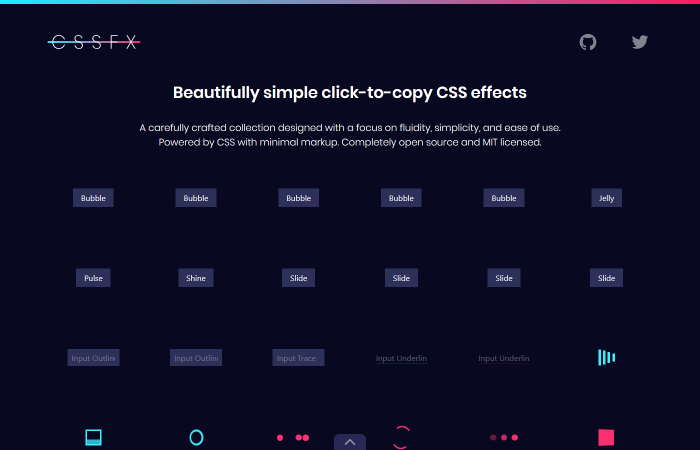 CSSFX
Beautifully simple click-to-copy CSS effects
A carefully crafted collection designed with a focus on fluidity, simplicity, and ease of use.
Powered by CSS with minimal markup. Completely open source and MIT licensed.
Bubble Bubble Bubble Bubble Bubble Jelly
Pulse Shine Slide Slide Slide Slide
Input Outlin Input Outlin Input Trace Input Underlin Input Underlin